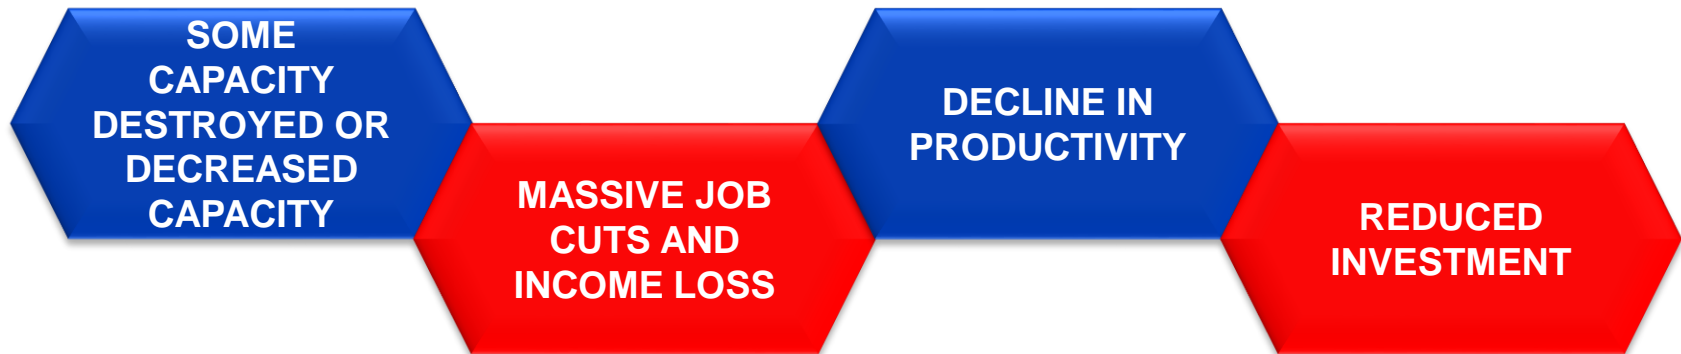 SOME
CAPACITY
DESTROYED OR
DECREASED
CAPACITY
MASSIVE JOB
CUTS AND
INCOME LOSS
DECLINE IN
PRODUCTIVITY
REDUCED
INVESTMENT